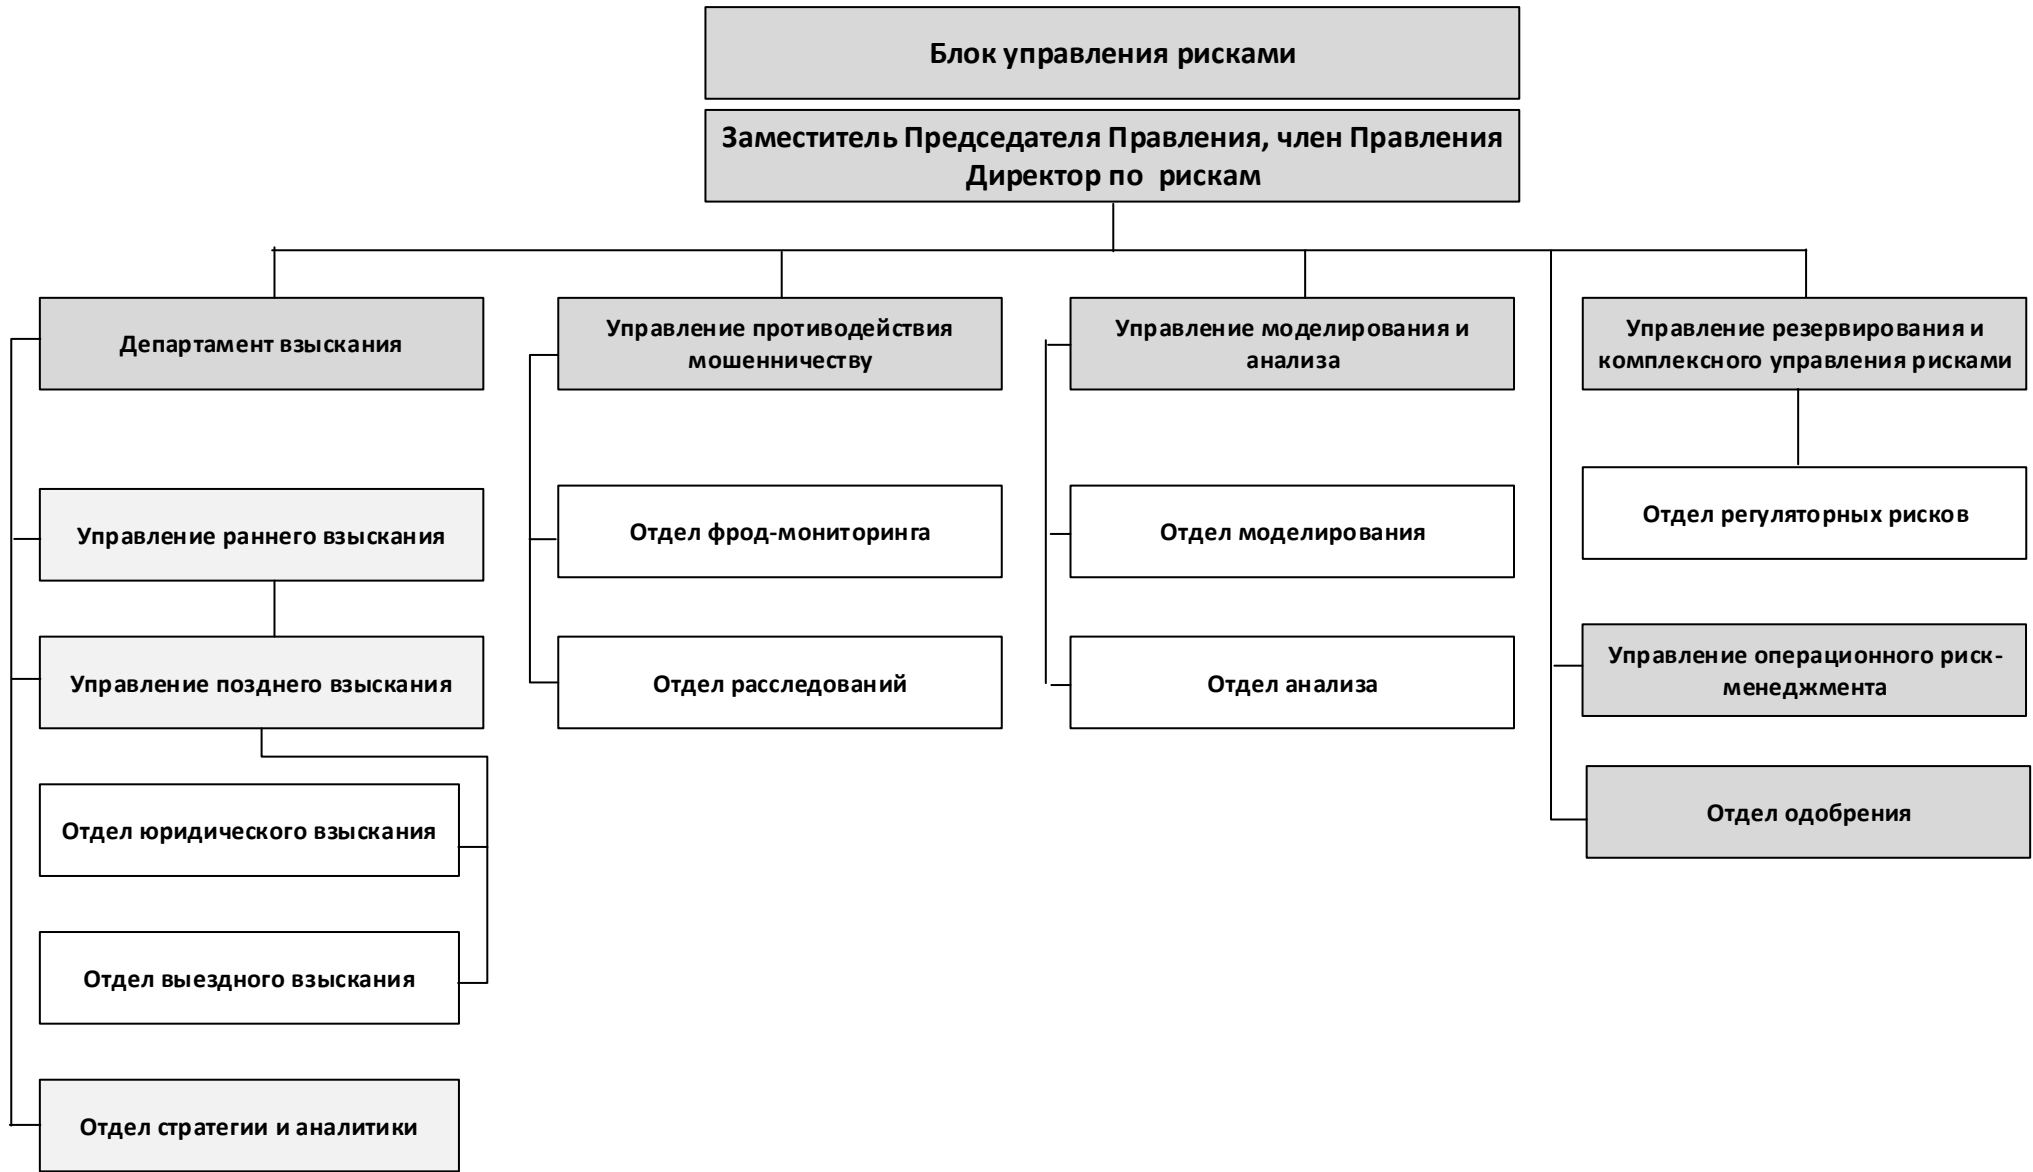 Блок управления рисками
Заместитель Председателя Правления, член Правления
Директор по рискам
Департамент взыскания
Управление раннего взыскания
Управление позднего взыскания
Отдел юридического взыскания
Отдел выездного взыскания
Отдел стратегии и аналитики
Управление противодействия
мошенничеству
Отдел фрод-мониторинга
Отдел расследований
Управление моделирования и
анализа
Отдел моделирования
Отдел анализа
Управление резервирования и
комплексного управления рисками
Отдел регуляторных рисков
Управление операционного риск-
менеджмента
Отдел одобрения